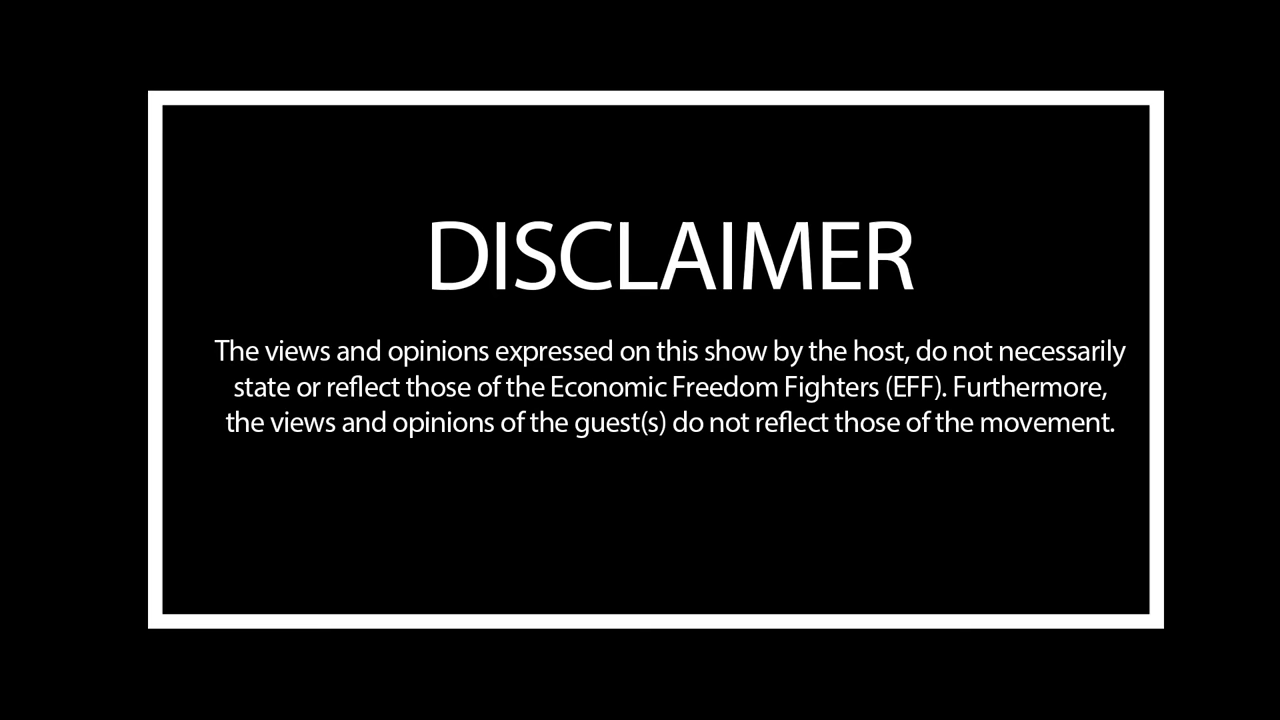 DISCLAIMER
The views and opinions expressed on this show by the host, do not necessarily
state or reflect those of the Economic Freedom Fighters (EFF). Furthermore,
the views and opinions of the guest(s) do not reflect those of the movement.